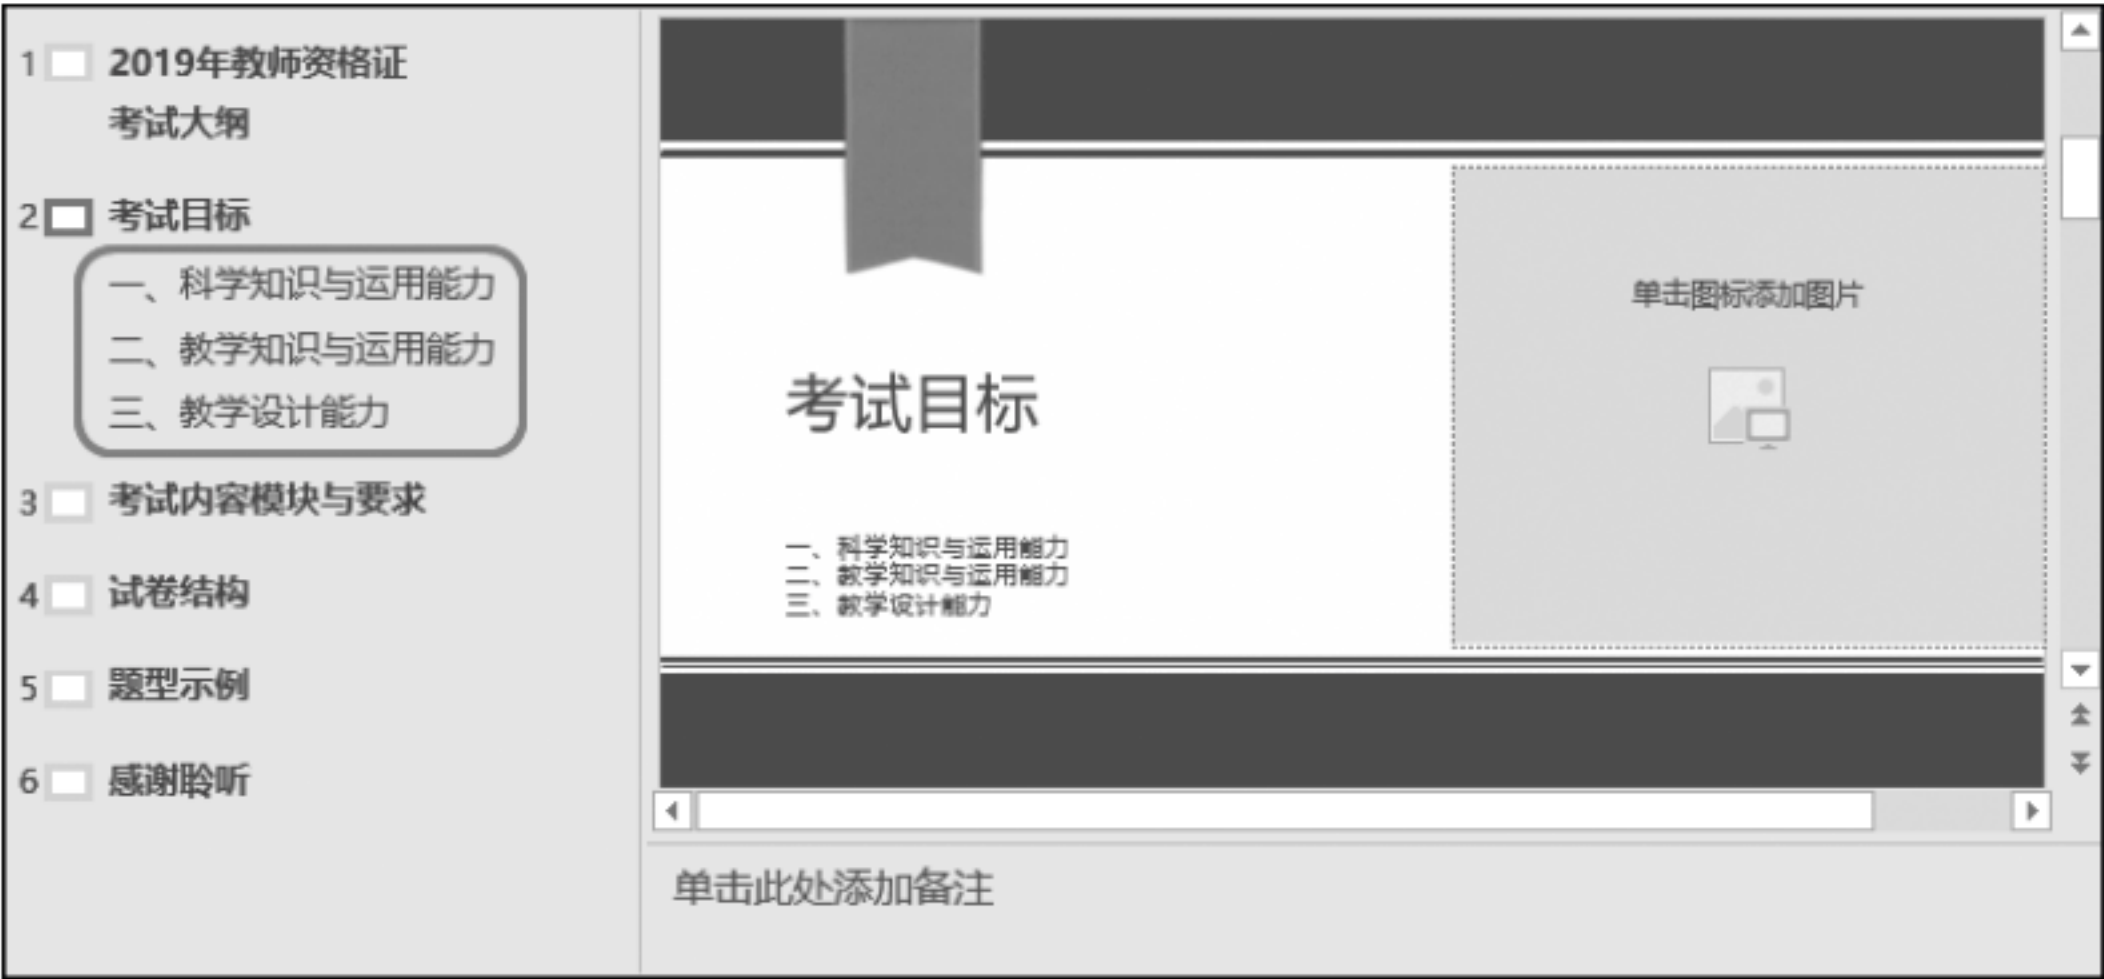 1 2019年教师资格证
考试大纲
2 考试目标
一、科学知识与运用能力
二、教学知识与运用能力
三、教学设计能力
3 考试内容模块与要求
4 试卷结构
5 题型示例
6 感谢聆听
单击图标添加图片
考试目标
一、科学知识与运用能力
二、教学知识与运用能力
三、教学设计能力
单击此处添加备注